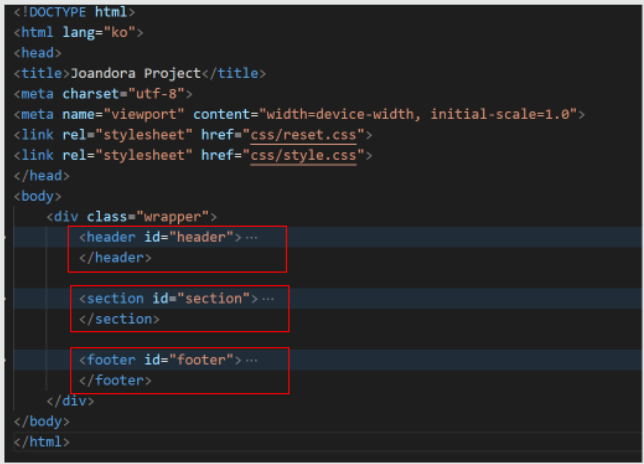 <!DOCTYPE html>
<html lang="ko">
<head>
<title>Joandora Project</title>
<meta charset="utf-8">
<meta name="viewport" content="width=device-width, initial-scale=1.0">
<link rel="stylesheet" href="css/reset.css">
<link rel="stylesheet" href="css/style.css">
</head>
<body>
<div class="wrapper">
<header id="header">···
</header>
<section id="section">···
</section>
<footer id="footer">···
</footer>
</div>
</body>
</html>